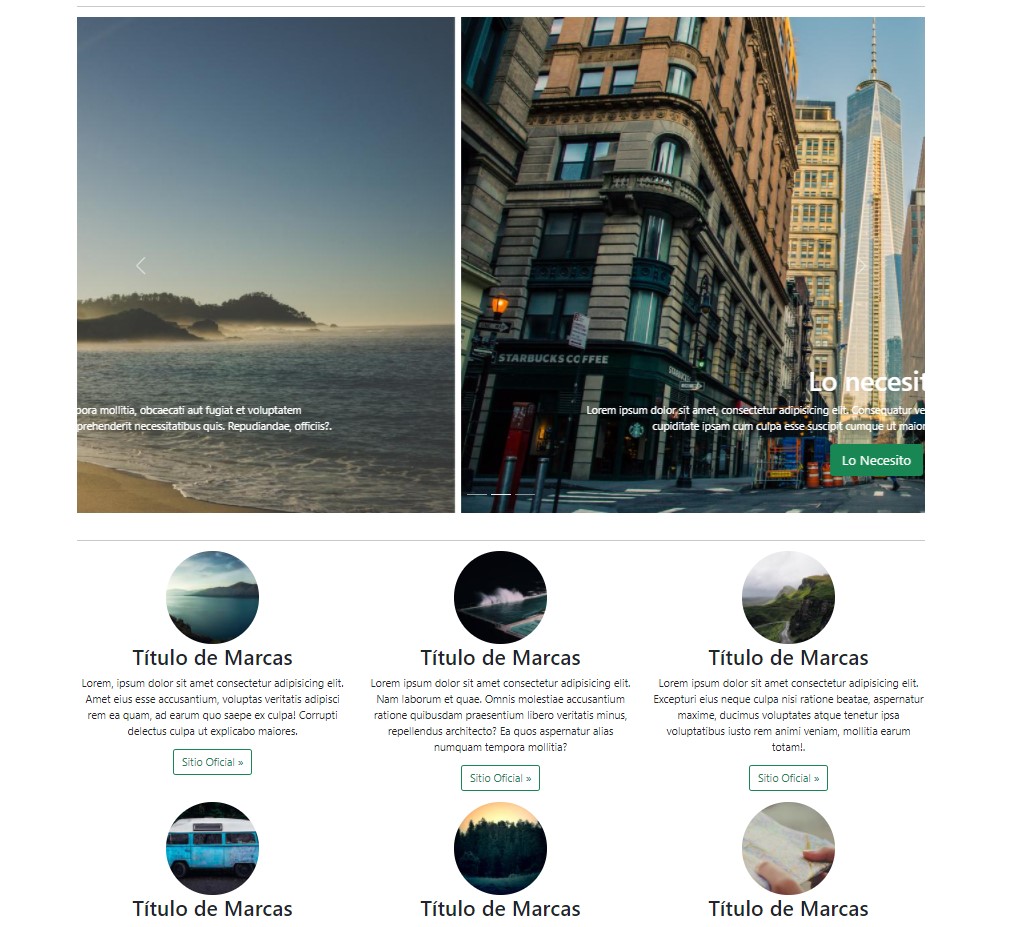 STARBUCKS COFFEE
STARBUCKS COFFEE
Lo necesit
pora mollitia, obcaecati aut fugiat et voluptatem
prehenderit necessitatibus quis. Repudiandae, officiis?.
Lorem ipsum dolor sit amet, consectetur adipisicing elit. Consequatur ve
cupiditate ipsam cum culpa esse suscipit cumque ut maior
Lo Necesito
Título de Marcas
Lorem, ipsum dolor sit amet consectetur adipisicing elit.
Amet eius esse accusantium, voluptas veritatis adipisci
rem ea quam, ad earum quo saepe ex culpa! Corrupti
delectus culpa ut explicabo maiores.
Sitio Oficial »
Título de Marcas
Lorem ipsum dolor sit amet consectetur adipisicing elit.
Nam laborum et quae. Omnis molestiae accusantium
ratione quibusdam praesentium libero veritatis minus,
repellendus architecto? Ea quos aspernatur alias
numquam tempora mollitia?
Sitio Oficial »
Título de Marcas
Lorem ipsum dolor sit amet consectetur adipisicing elit.
Excepturi eius neque culpa nisi ratione beatae, aspernatur
maxime, ducimus voluptates atque tenetur ipsa
voluptatibus iusto rem animi veniam, mollitia earum
totam!.
Sitio Oficial »
Título de Marcas
Título de Marcas
Título de Marcas